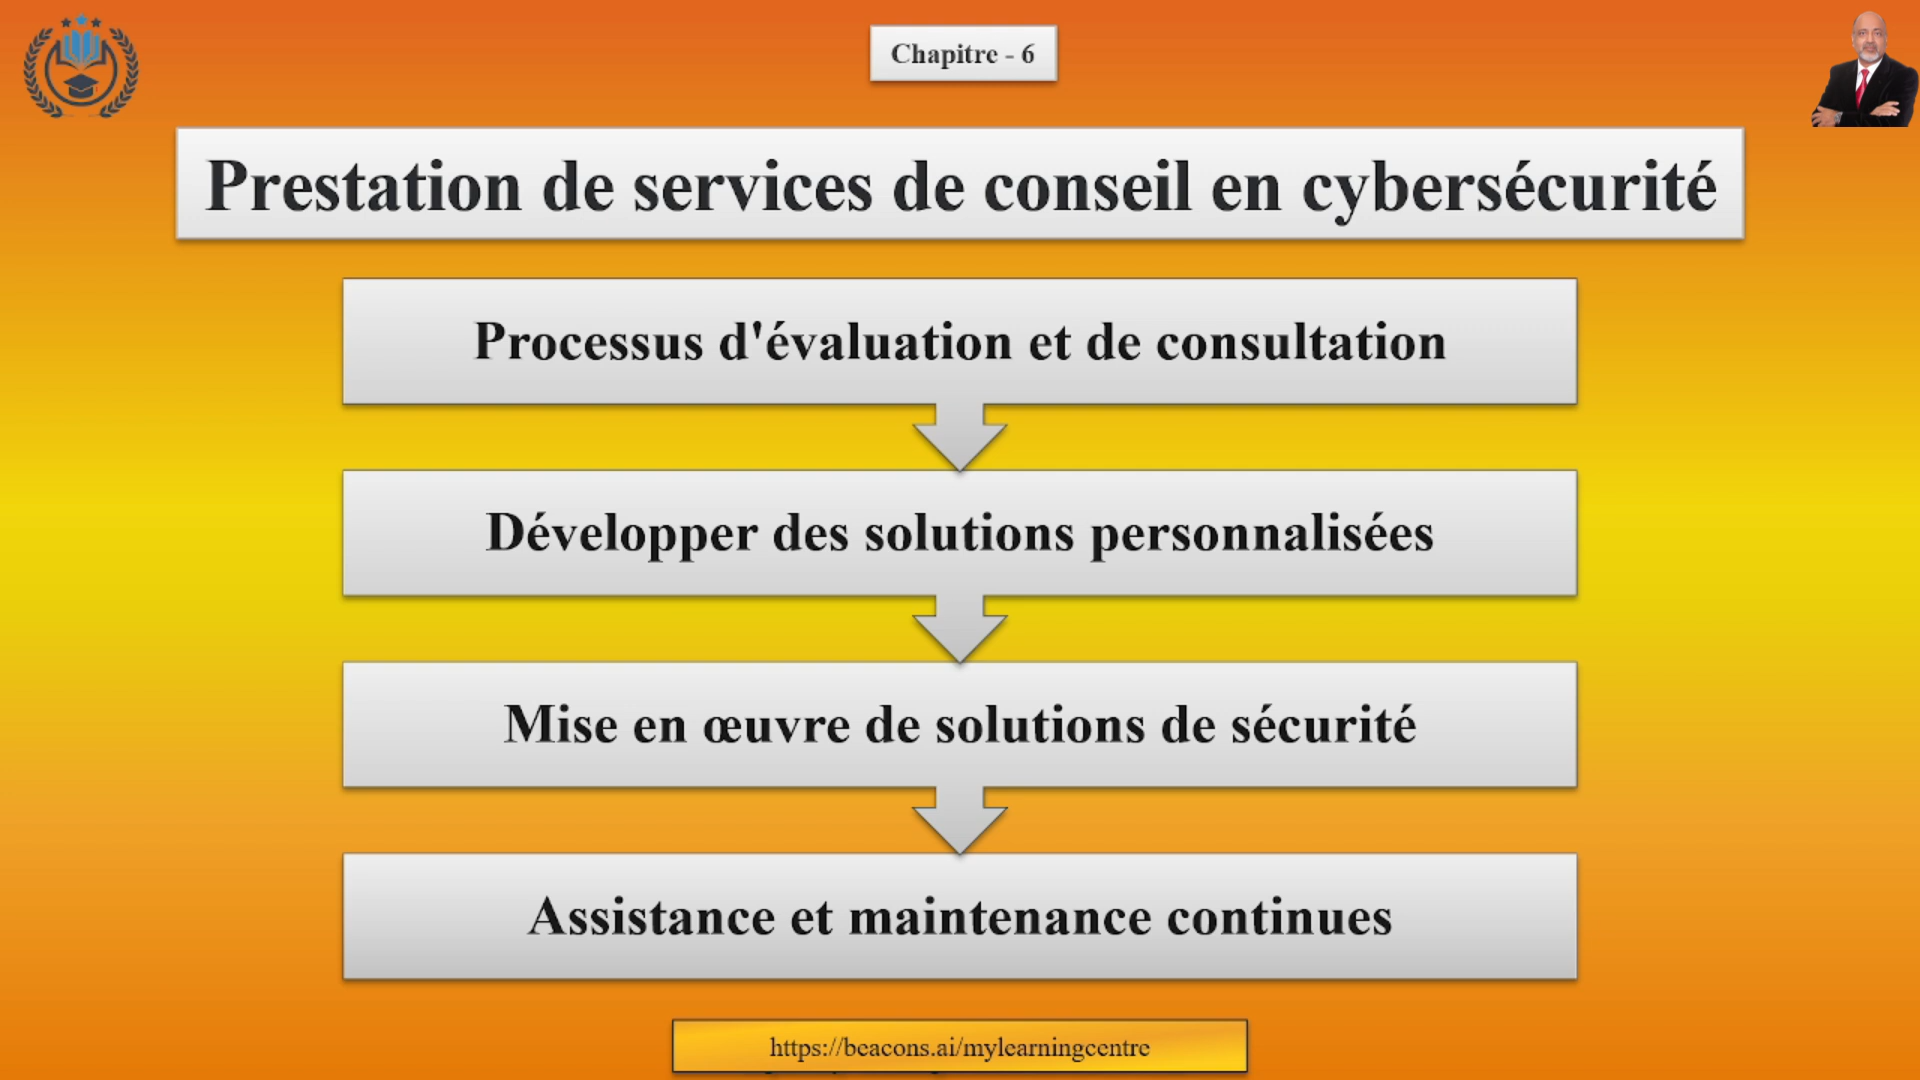 Chapitre - 6
Prestation de services de conseil en cybersécurité
Processus d'évaluation et de consultation
Développer des solutions personnalisées
Mise en œuvre de solutions de sécurité
Assistance et maintenance continues
https://beacons.ai/mylearningcentre